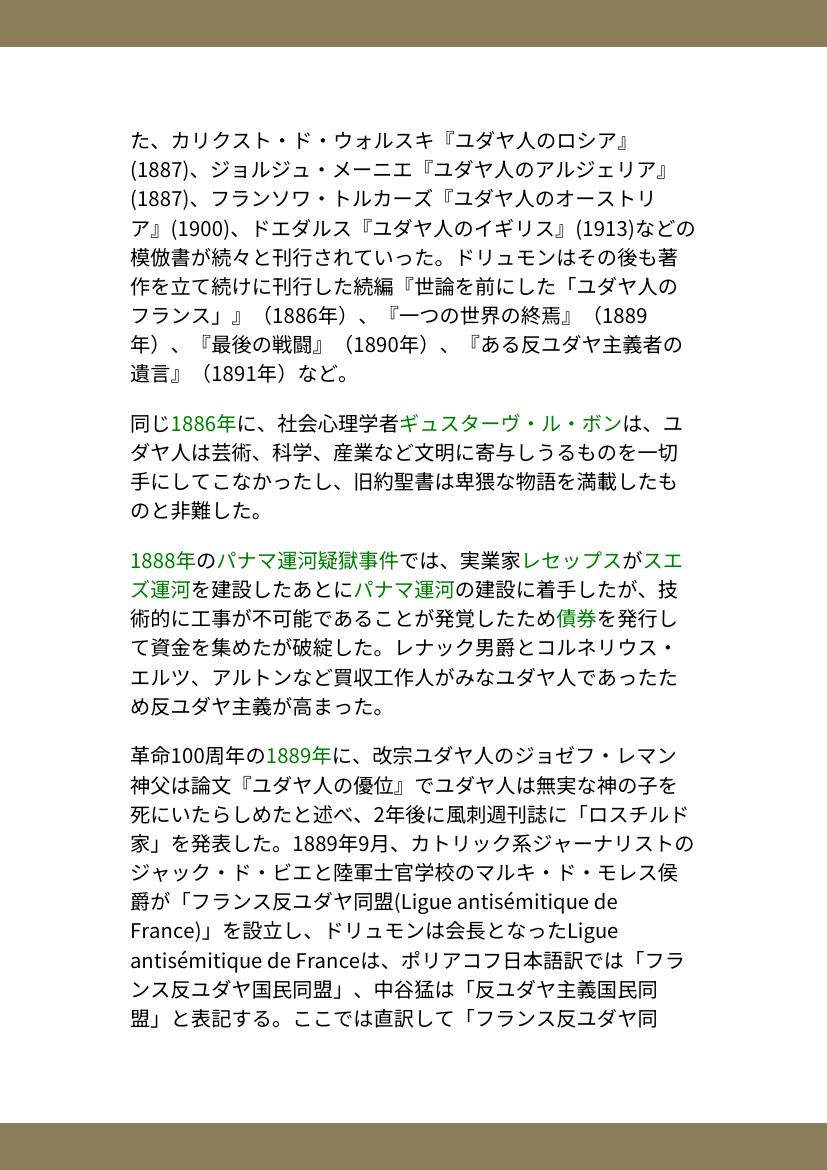 た、カリクスト・ド・ウォルスキ『ユダヤ人のロシア』
(1887)、ジョルジュ・メーニエ『ユダヤ人のアルジェリア』
(1887)、フランソワ・トルカーズ『ユダヤ人のオーストリ
ア』(1900)、ドエダルス『ユダヤ人のイギリス』(1913)などの
模倣書が続々と刊行されていった。ドリュモンはその後も著
作を立て続けに刊行した続編『世論を前にした「ユダヤ人の
フランス」』（1886年）、『一つの世界の終焉』（1889
年）、『最後の戦闘』（1890年）、『ある反ユダヤ主義者の
遺言』（1891年）など。
同じ1886年に、社会心理学者ギュスターヴ・ル・ボンは、ユ
ダヤ人は芸術、科学、産業など文明に寄与しうるものを一切
手にしてこなかったし、旧約聖書は卑猥な物語を満載したも
のと非難した。
1888年のパナマ運河疑獄事件では、実業家レセップスがスエ
ズ運河を建設したあとにパナマ運河の建設に着手したが、技
術的に工事が不可能であることが発覚したため債券を発行し
て資金を集めたが破綻した。レナック男爵とコルネリウス・
エルツ、アルトンなど買収工作人がみなユダヤ人であったた
め反ユダヤ主義が高まった。
革命100周年の1889年に、改宗ユダヤ人のジョゼフ・レマン
神父は論文『ユダヤ人の優位』でユダヤ人は無実な神の子を
死にいたらしめたと述べ、2年後に風刺週刊誌に「ロスチルド
家」を発表した。1889年9月、カトリック系ジャーナリストの
ジャック・ド・ビエと陸軍士官学校のマルキ・ド・モレス侯
爵が「フランス反ユダヤ同盟(Ligue antisémitique de
France)」を設立し、ドリュモンは会長となったLigue
antisémitique de Franceは、ポリアコフ日本語訳では「フラ
ンス反ユダヤ国民同盟」、中谷猛は「反ユダヤ主義国民同
盟」と表記する。ここでは直訳して「フランス反ユダヤ同